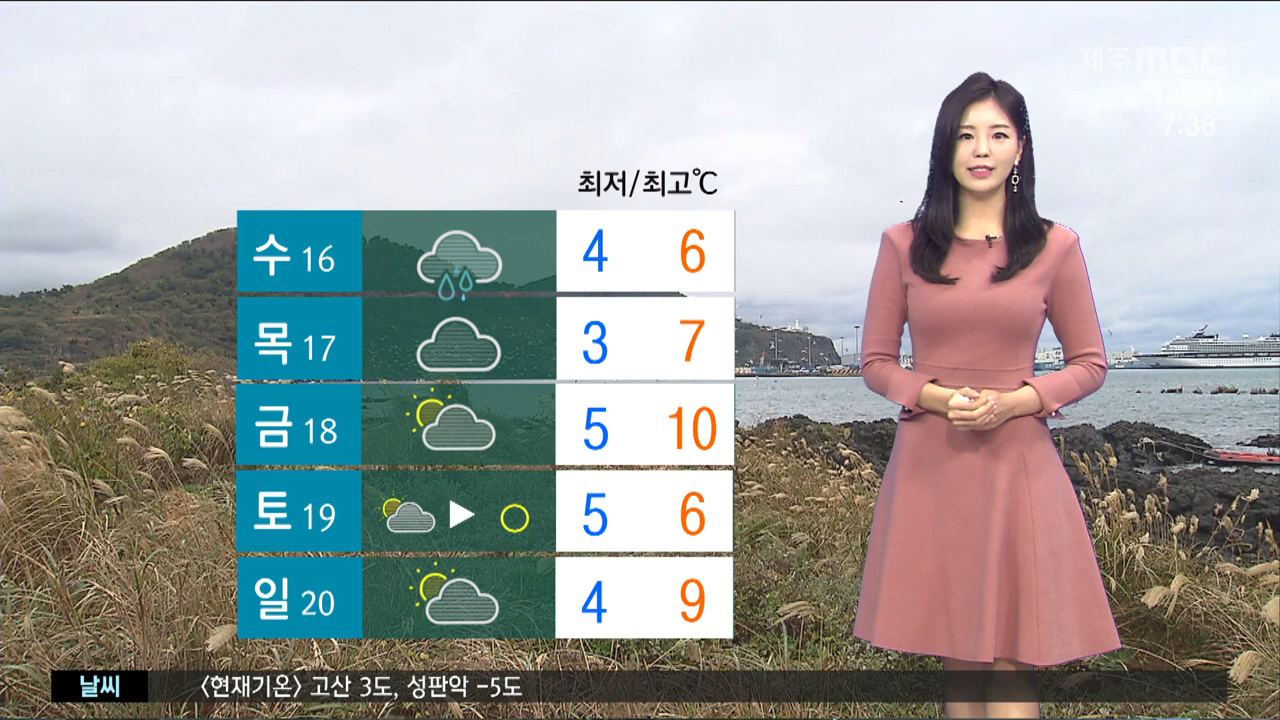 제주MBC
7:36
최저/최고℃
수 16 4 6
목 17 3 7
금 18 5 10
토 19 5 6
일 20 4 9
날씨 〈현재기온〉 고산 3도, 성판악 -5도